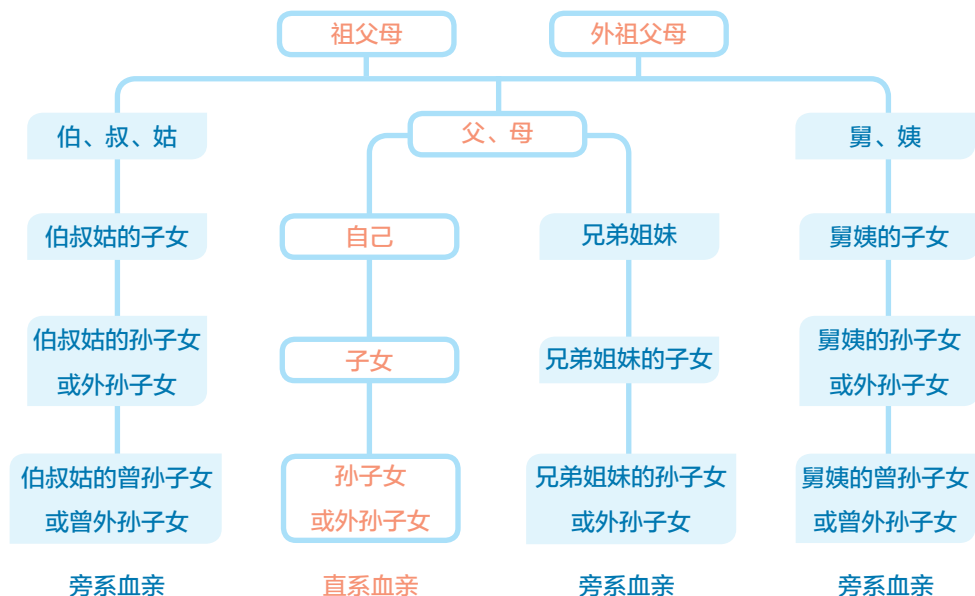 祖父母
外祖父母
伯、叔、姑
父、母
舅、姨
伯叔姑的子女
自己
兄弟姐妹
舅姨的子女
伯叔姑的孙子女
或外孙子女
子女
兄弟姐妹的子女
舅姨的孙子女
或外孙子女
伯叔姑的曾孙子女
或曾外孙子女
孙子女
或外孙子女
兄弟姐妹的孙子女
或外孙子女
舅姨的曾孙子女
或曾外孙子女
旁系血亲
直系血亲
旁系血亲
旁系血亲